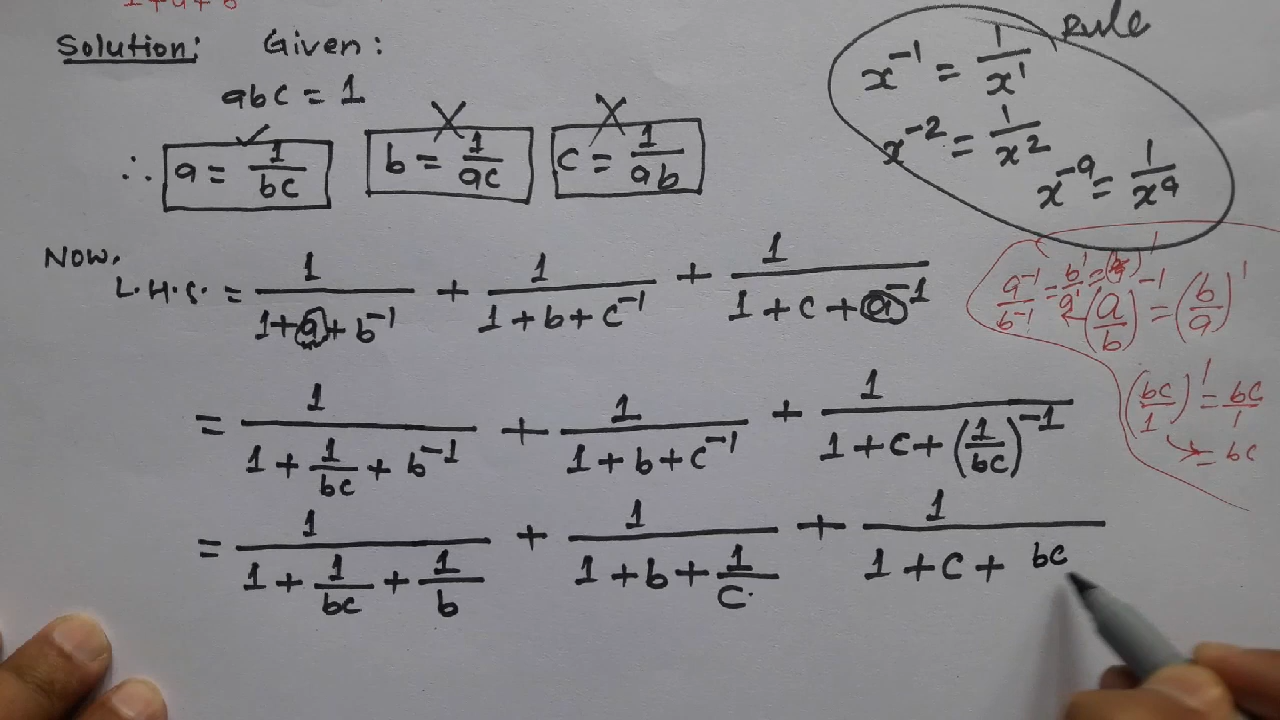 1+a+b
Solution: Given:
abc = 1
∴ a = 1/bc ✓ b = 1/ac X c = 1/ab X
Rule
x^-1 = 1/x^1
x^-2 = 1/x^2
x^-a = 1/x^a
Now,
L.H.S. = 1/(1+a+b^-1) + 1/(1+b+c^-1) + 1/(1+c+a^-1)
= 1/(1+1/bc+b^-1) + 1/(1+b+c^-1) + 1/(1+c+(1/bc)^-1)
= 1/(1+1/bc+1/b) + 1/(1+b+1/c) + 1/(1+c+bc)
a^-1/b^-1 = b^1/a^1
(a/b)^-1 = (b/a)^1
(bc/1)^1 = bc/1
= bc